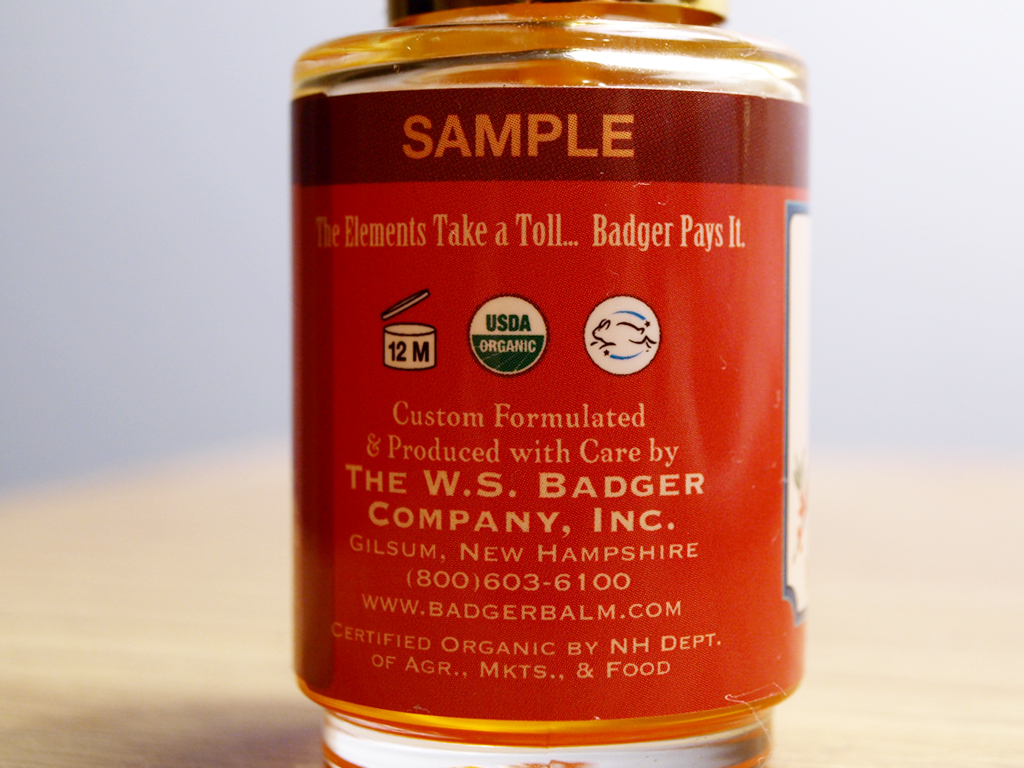 SAMPLE
The Elements Take a Toll... Badger Pays It.
12 M
USDA
ORGANIC
Custom Formulated
& Produced with Care by
THE W.S. BADGER
COMPANY, INC.
GILSUM, NEW HAMPSHIRE
(800)603-6100
WWW.BADGERBALM.COM
CERTIFIED ORGANIC BY NH DEPT.
OF AGR., MKTS., & FOOD